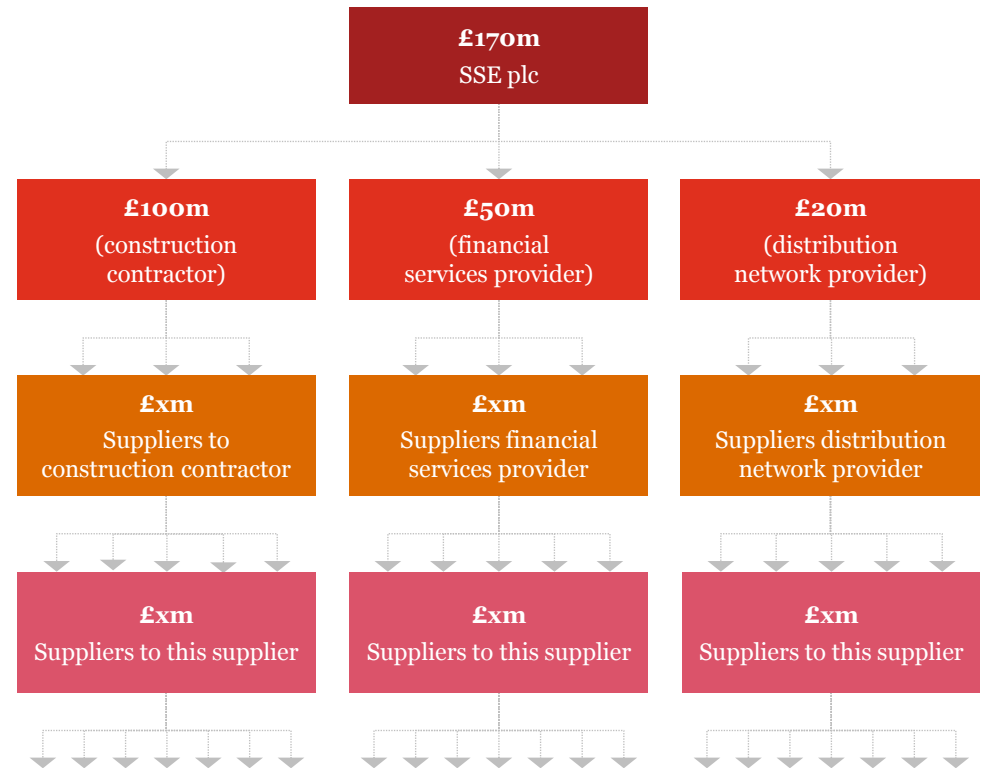 £170m
SSE plc
£100m
(construction
contractor)
£50m
(financial
services provider)
£20m
(distribution
network provider)
£xm
Suppliers to
construction contractor
£xm
Suppliers financial
services provider
£xm
Suppliers distribution
network provider
£xm
Suppliers to this supplier
£xm
Suppliers to this supplier
£xm
Suppliers to this supplier